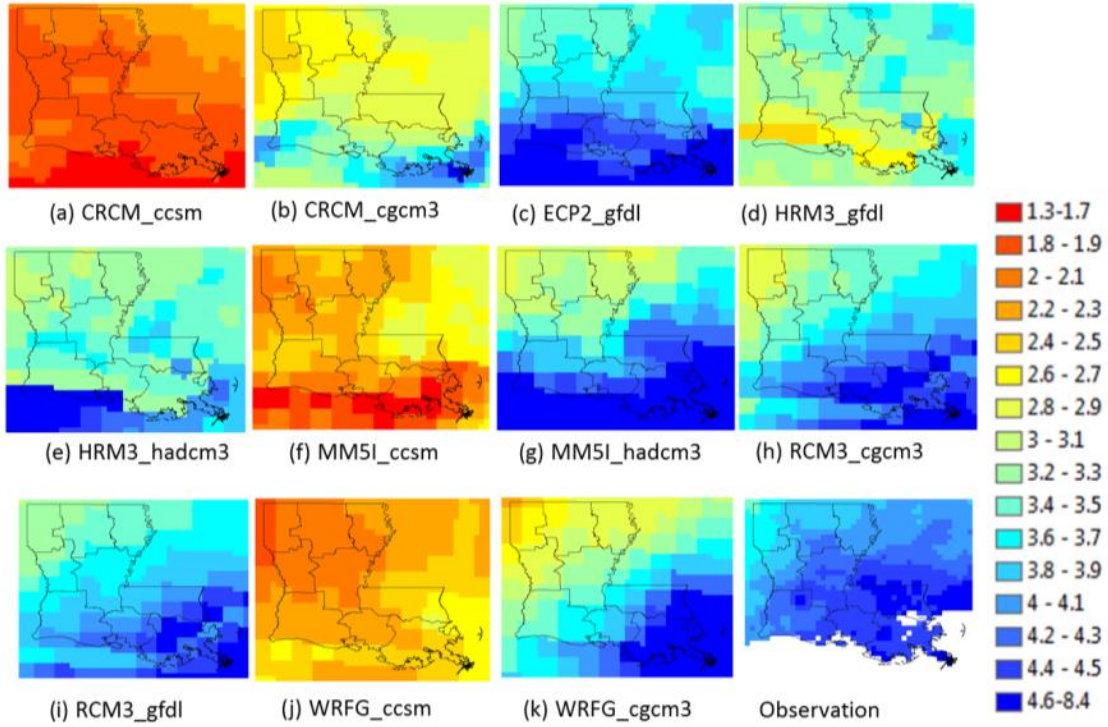 (a) CRCM_ccsm
(b) CRCM_cgcm3
(c) ECP2_gfdl
(d) HRM3_gfdl
(e) HRM3_hadcm3
(f) MM5I_ccsm
(g) MM5I_hadcm3
(h) RCM3_cgcm3
(i) RCM3_gfdl
(j) WRFG_ccsm
(k) WRFG_cgcm3
Observation
1.3-1.7
1.8 - 1.9
2 - 2.1
2.2 - 2.3
2.4 - 2.5
2.6 - 2.7
2.8 - 2.9
3 - 3.1
3.2 - 3.3
3.4 - 3.5
3.6 - 3.7
3.8 - 3.9
4 - 4.1
4.2 - 4.3
4.4 - 4.5
4.6-8.4